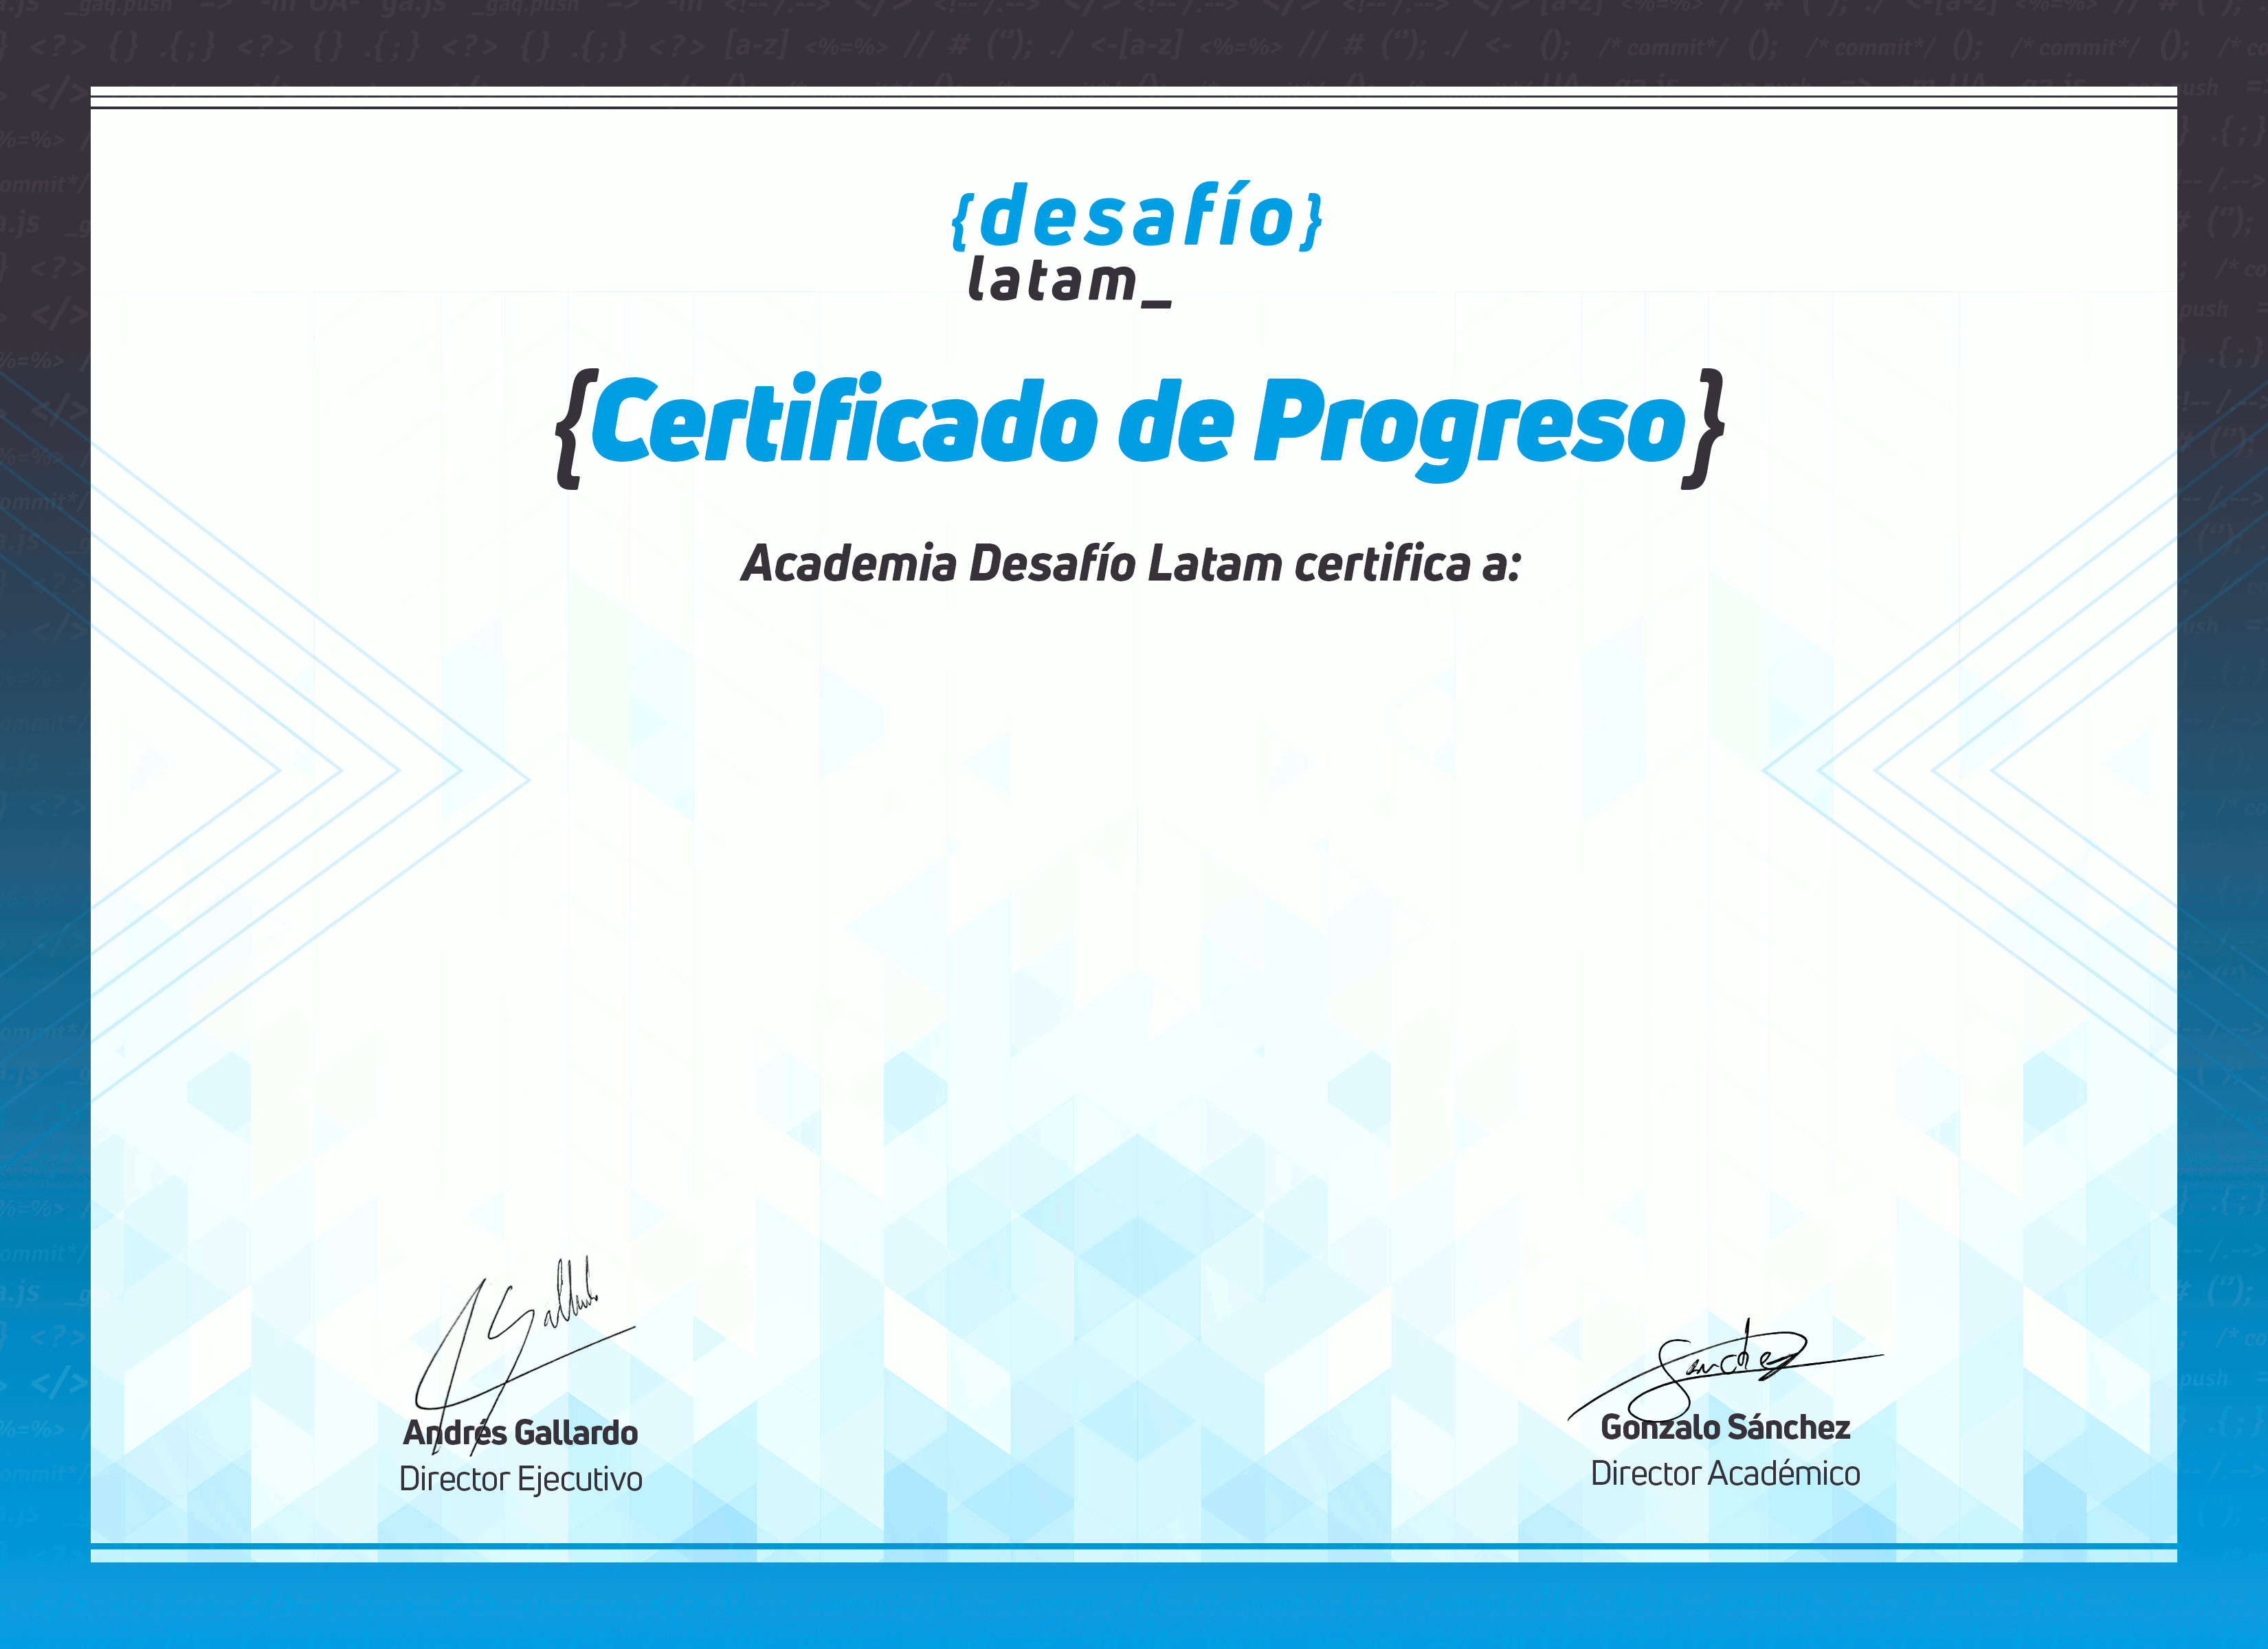 {desafío}
latam_
{Certificado de Progreso}
Academia Desafío Latam certifica a:
Andrés Gallardo
Director Ejecutivo
Gonzalo Sánchez
Director Académico